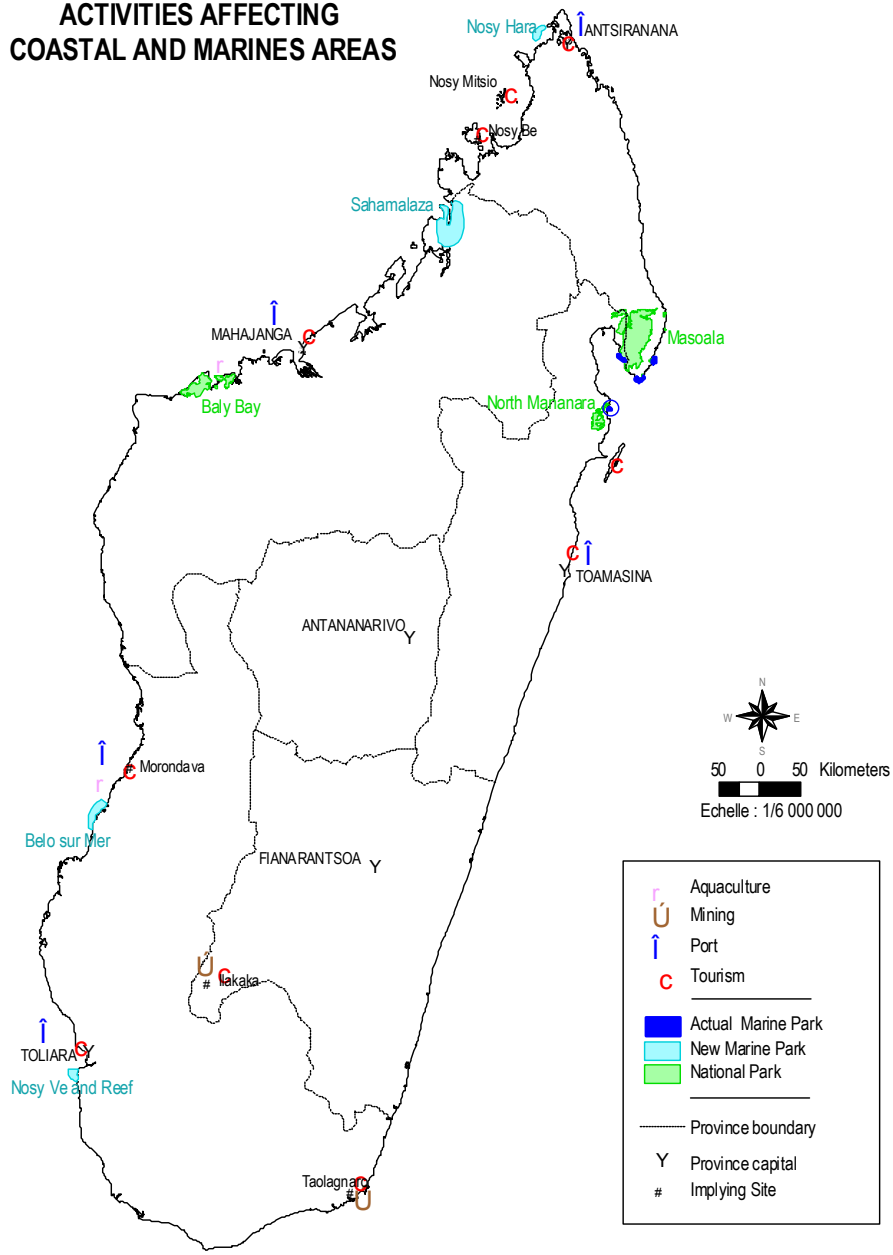 ACTIVITIES AFFECTING
COASTAL AND MARINES AREAS
Nosy Hara
Î
ANTSIRANANA
C
Nosy Mitsio
C
C
Nosy Be
Sahamalaza
Î
MAHAJANGA
C
Y
r
Baly Bay
Masoala
North Mananara
C
C
Î
Y
TOAMASINA
ANTANANARIVO
Y
N
W
E
S
50 0 50 Kilometers
Echelle : 1/6 000 000
Î
#
C
Morondava
r
Belo sur Mer
FIANARANTSOA
Y
Ú
C
# Ilakaka
Î
TOLIARA
C
Y
Nosy Ve and Reef
Taolagnaro
C
#
Ú
r Aquaculture
Ú Mining
Î Port
C Tourism
Actual Marine Park
New Marine Park
National Park
Province boundary
Y Province capital
# Implying Site